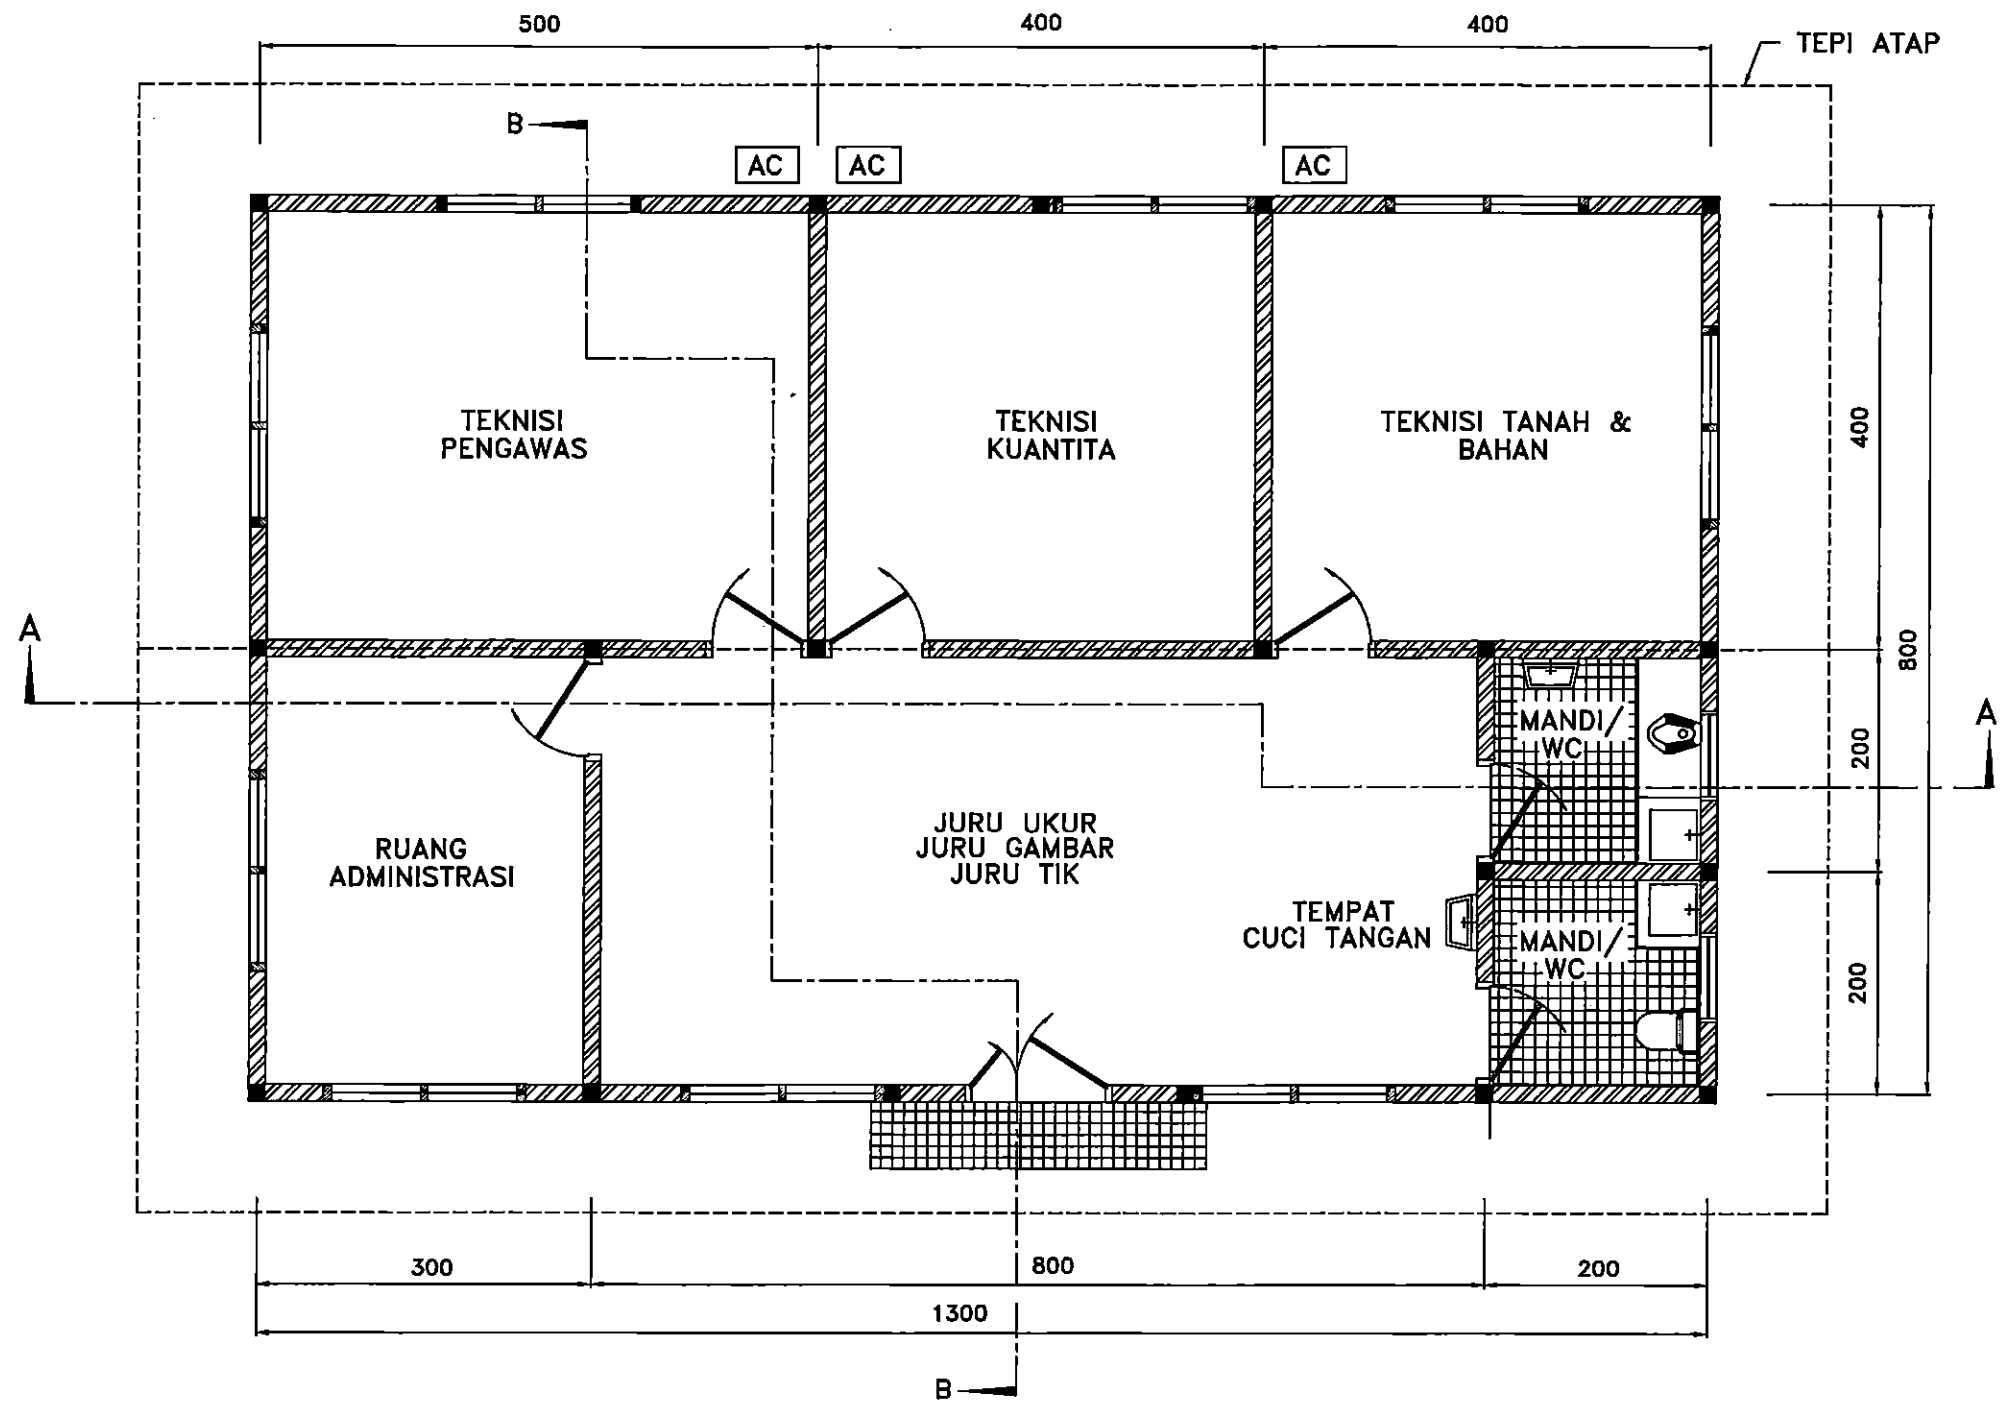 500
400
400
TEPI ATAP
B
AC
AC
AC
TEKNISI
PENGAWAS
TEKNISI
KUANTITA
TEKNISI TANAH &
BAHAN
400
800
A
A
MANDI/
WC
200
JURU UKUR
JURU GAMBAR
JURU TIK
RUANG
ADMINISTRASI
TEMPAT
CUCI TANGAN
MANDI/
WC
200
300
800
200
1300
B